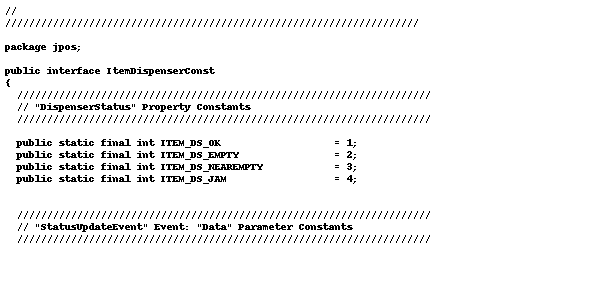 //
/////////////////////////////////////////////////////////////////////
package jpos;
public interface ItemDispenserConst
{
/////////////////////////////////////////////////////////////////////
// "DispenserStatus" Property Constants
/////////////////////////////////////////////////////////////////////
public static final int ITEM_DS_OK = 1;
public static final int ITEM_DS_EMPTY = 2;
public static final int ITEM_DS_NEAREMPTY = 3;
public static final int ITEM_DS_JAM = 4;
/////////////////////////////////////////////////////////////////////
// "StatusUpdateEvent" Event: "Data" Parameter Constants
/////////////////////////////////////////////////////////////////////